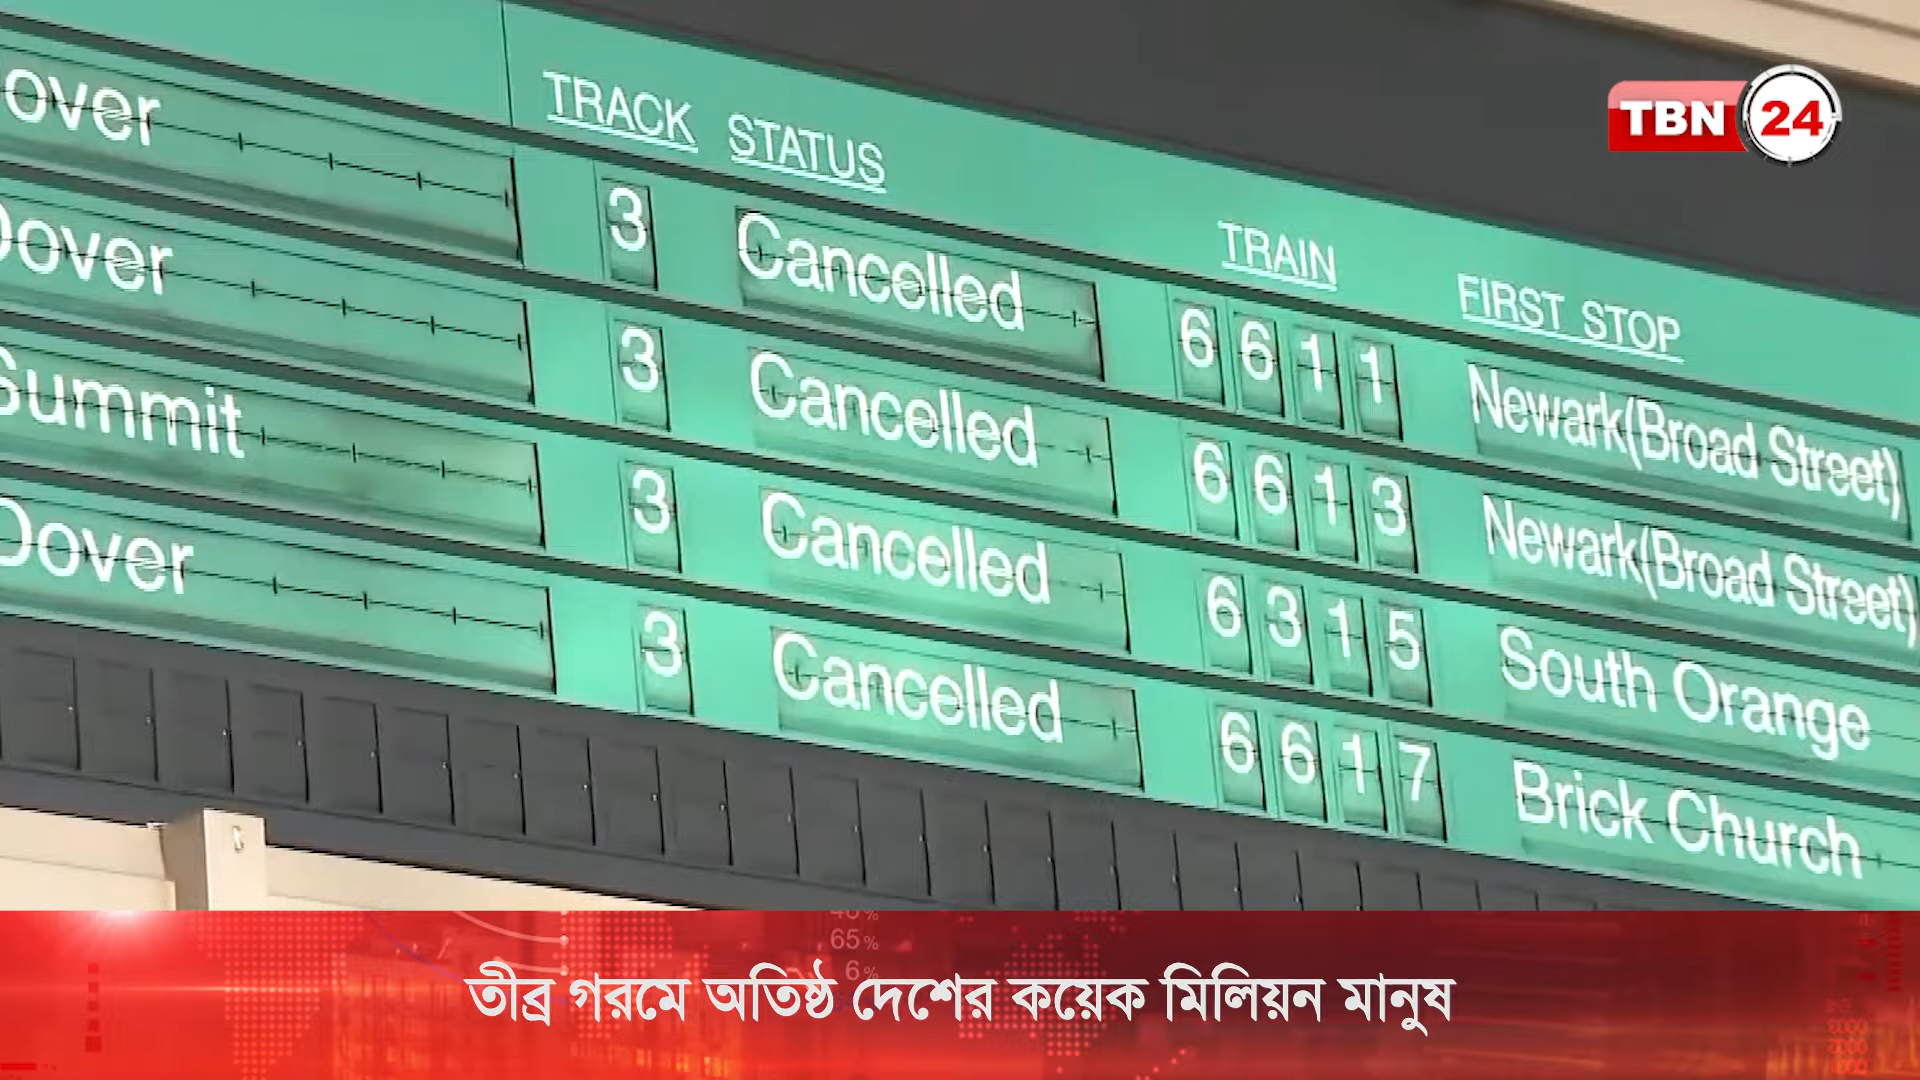 TBN 24
TRACK STATUS TRAIN FIRST STOP
over 3 Cancelled 6611 Newark(Broad Street)
Dover 3 Cancelled 6613 Newark(Broad Street)
Summit 3 Cancelled 6315 South Orange
Dover 3 Cancelled 6617 Brick Church
65%
6%
তীব্র গরমে অতিষ্ঠ দেশের কয়েক মিলিয়ন মানুষ